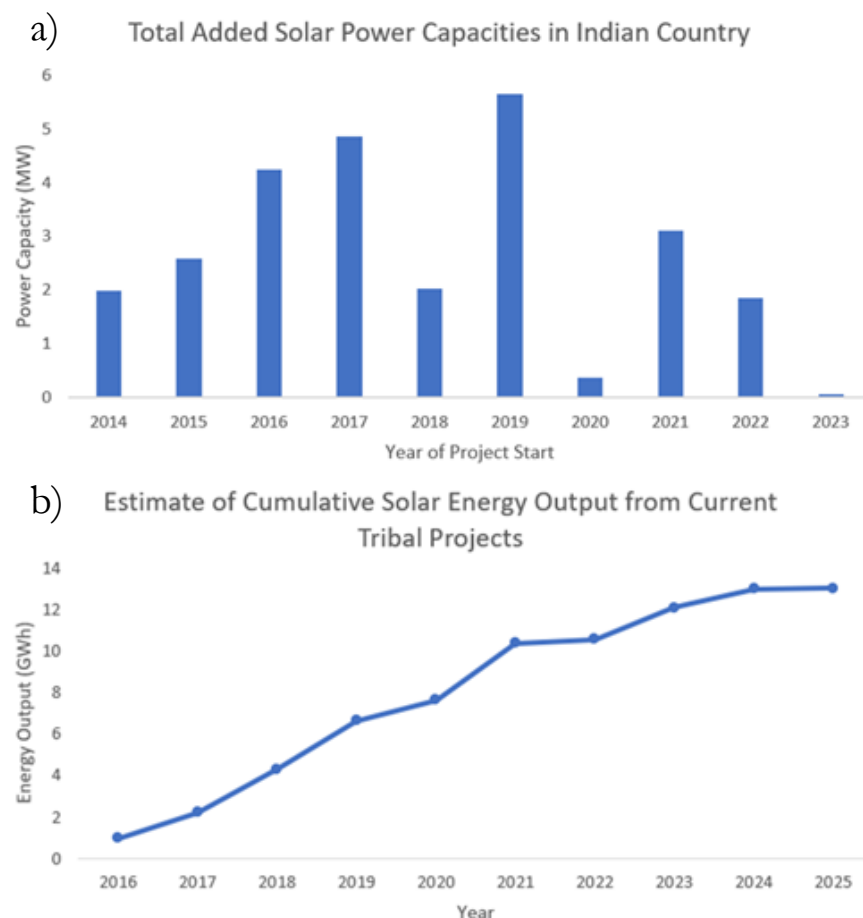 a)
Total Added Solar Power Capacities in Indian Country
Power Capacity (MW)
6
5
4
3
2
1
0
2014 2015 2016 2017 2018 2019 2020 2021 2022 2023
Year of Project Start
b)
Estimate of Cumulative Solar Energy Output from Current
Tribal Projects
Energy Output (GWh)
14
12
10
8
6
4
2
0
2016 2017 2018 2019 2020 2021 2022 2023 2024 2025
Year